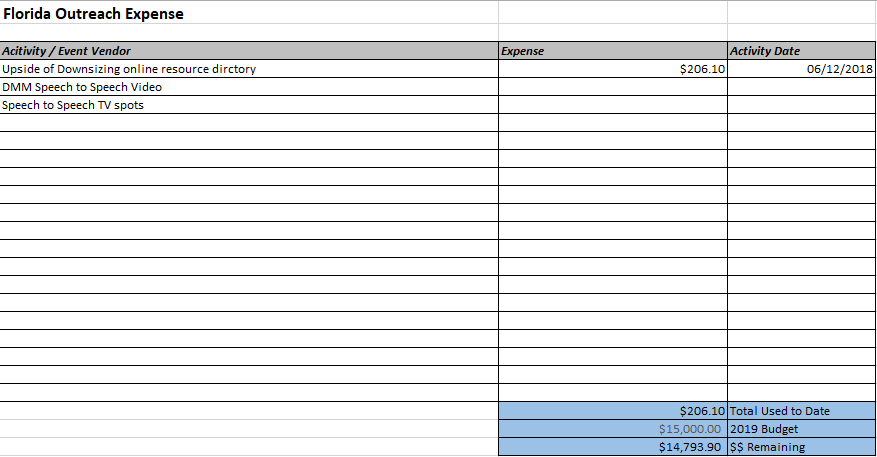 Florida Outreach Expense
Acitivity / Event Vendor Expense Activity Date
Upside of Downsizing online resource dirctory $206.10 06/12/2018
DMM Speech to Speech Video
Speech to Speech TV spots
$206.10 Total Used to Date
$15,000.00 2019 Budget
$14,793.90 $$ Remaining